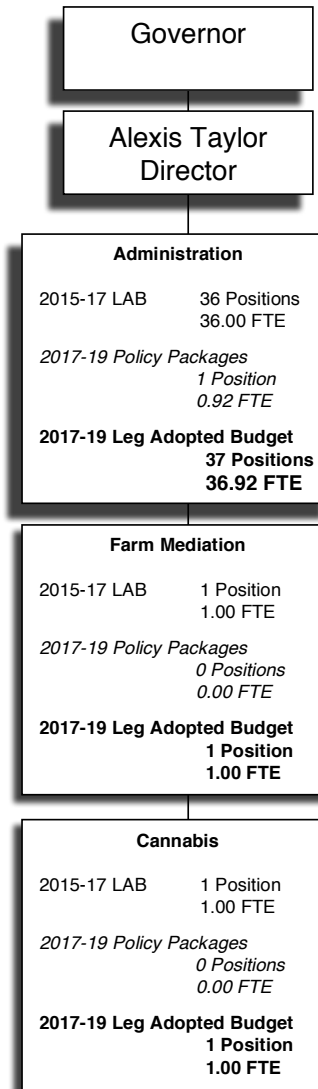 Governor
Alexis Taylor
Director
Administration
2015-17 LAB 36 Positions
36.00 FTE
2017-19 Policy Packages
1 Position
0.92 FTE
2017-19 Leg Adopted Budget
37 Positions
36.92 FTE
Farm Mediation
2015-17 LAB 1 Position
1.00 FTE
2017-19 Policy Packages
0 Positions
0.00 FTE
2017-19 Leg Adopted Budget
1 Position
1.00 FTE
Cannabis
2015-17 LAB 1 Position
1.00 FTE
2017-19 Policy Packages
0 Positions
0.00 FTE
2017-19 Leg Adopted Budget
1 Position
1.00 FTE